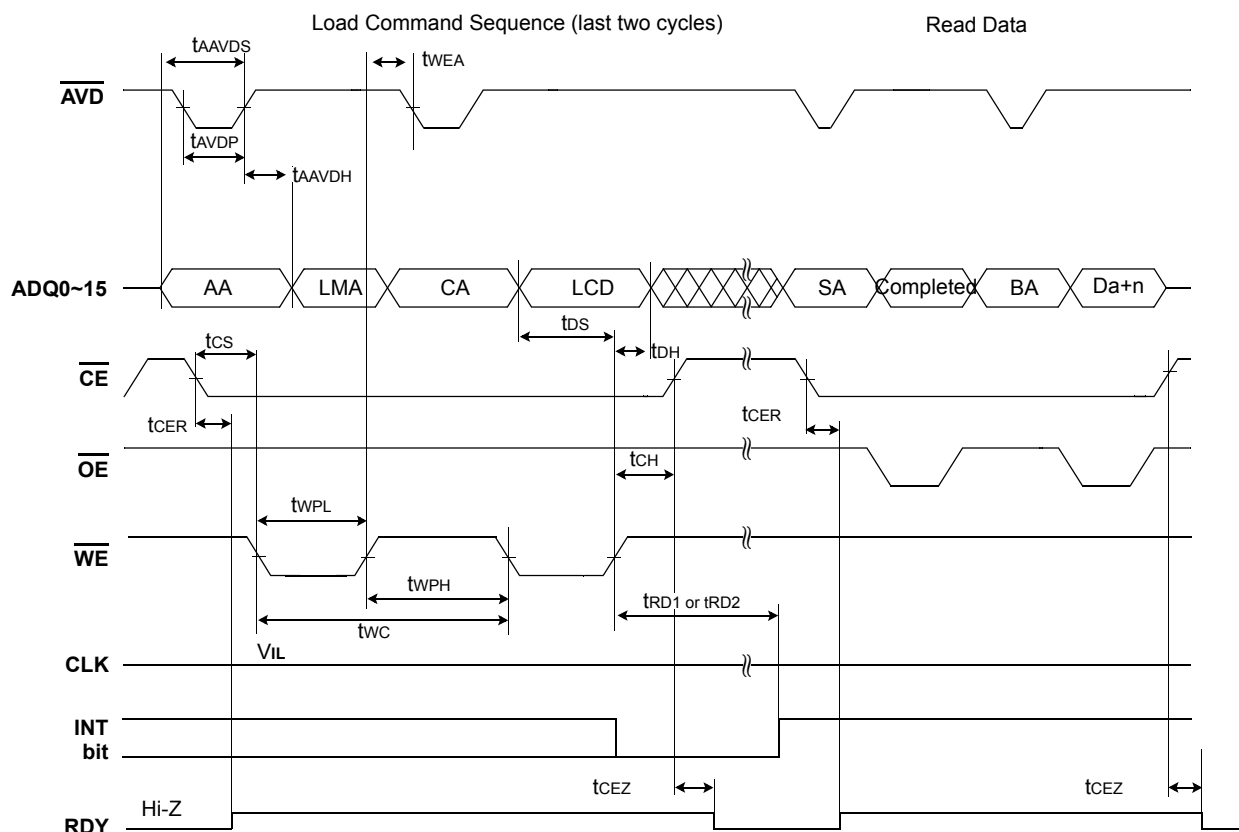 Load Command Sequence (last two cycles)
Read Data
tAAVDS
tWEA
AVD
tAVDP
tAAVDH
ADQ0~15
AA
LMA
CA
LCD
SA
Completed
BA
Da+n
tDS
tCS
tDH
CE
tCER
tCER
OE
tCH
tWPL
WE
tWPH
tRD1 or tRD2
tWC
VIL
CLK
INT
bit
tCEZ
tCEZ
Hi-Z
RDY